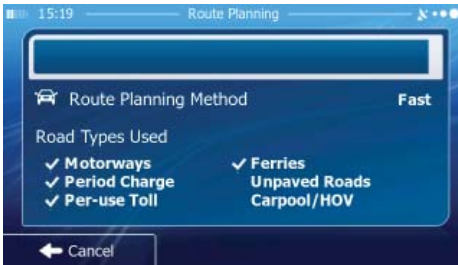 15:19 Route Planning
Route Planning Method Fast
Road Types Used
Motorways Ferries
Period Charge Unpaved Roads
Per-use Toll Carpool/HOV
Cancel